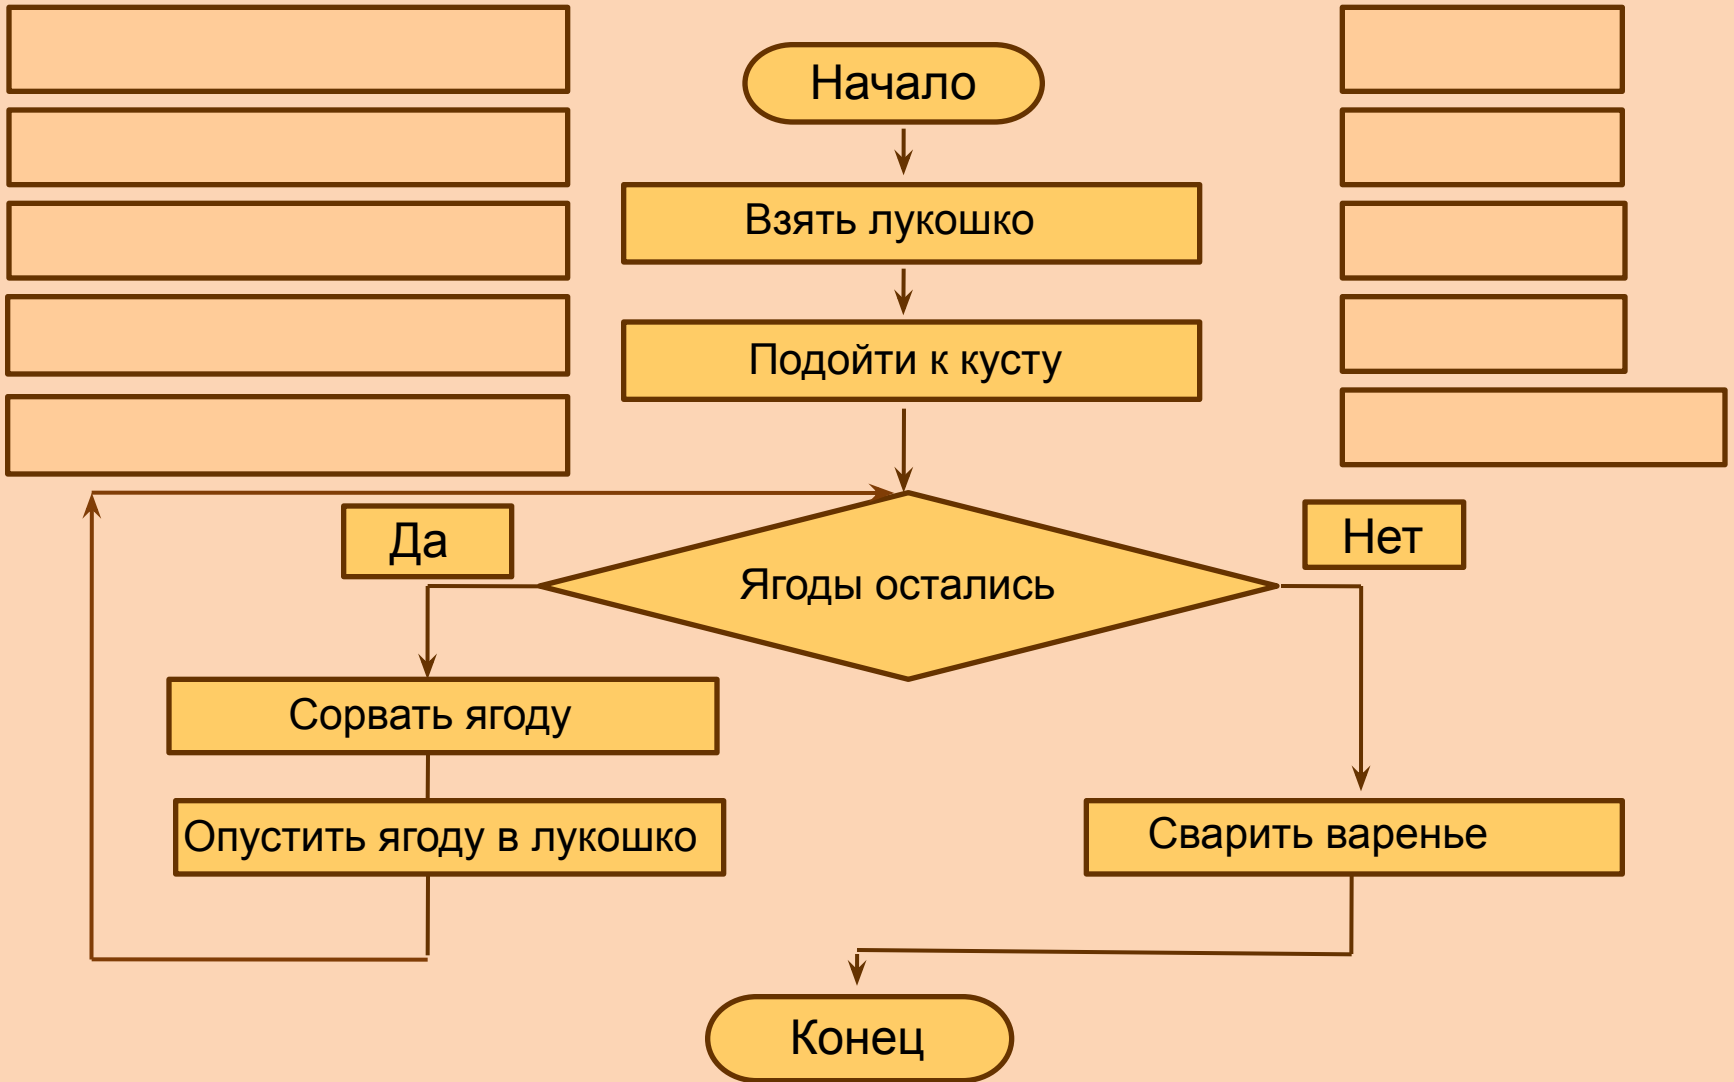 Начало
Взять лукошко
Подойти к кусту
Да
Нет
Ягоды остались
Сорвать ягоду
Опустить ягоду в лукошко
Сварить варенье
Конец